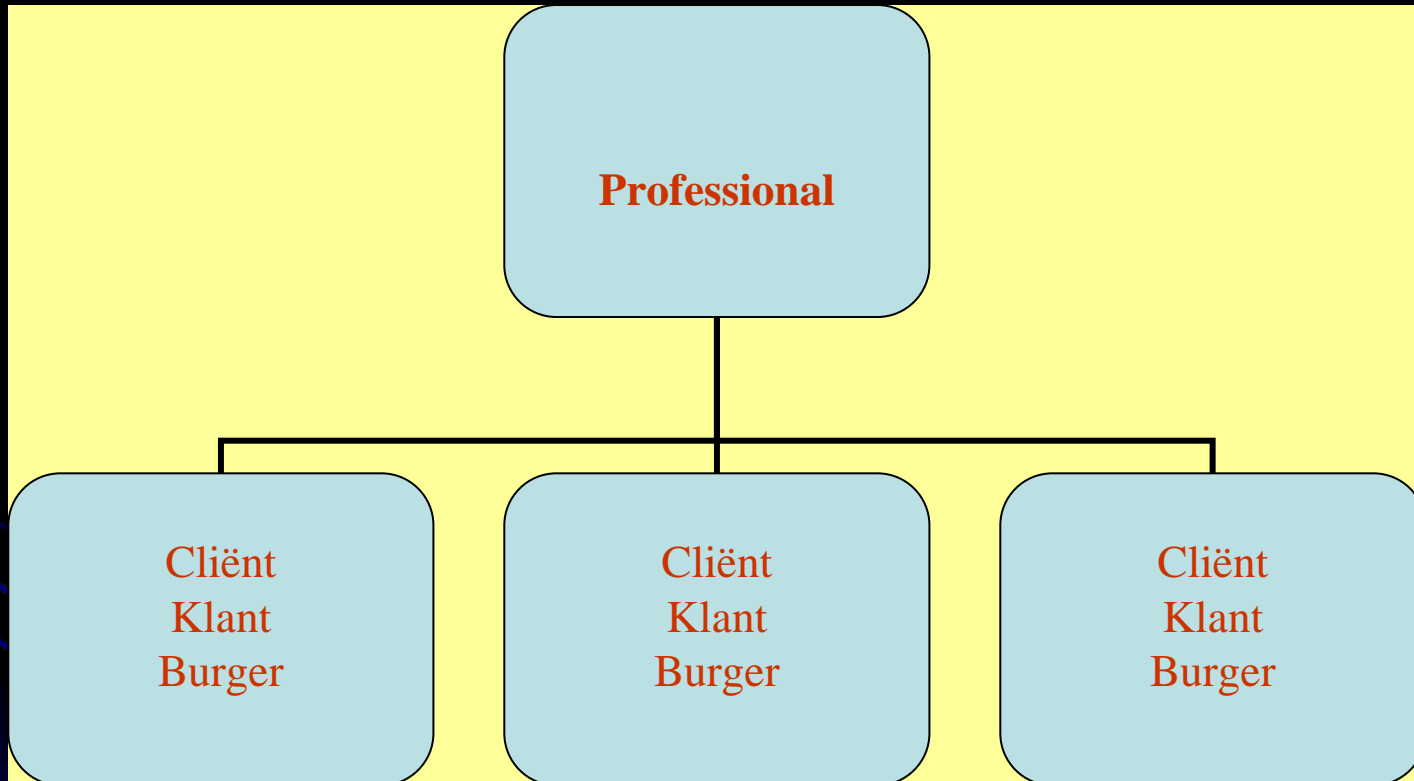 Professional
Cliënt
Klant
Burger
Cliënt
Klant
Burger
Cliënt
Klant
Burger